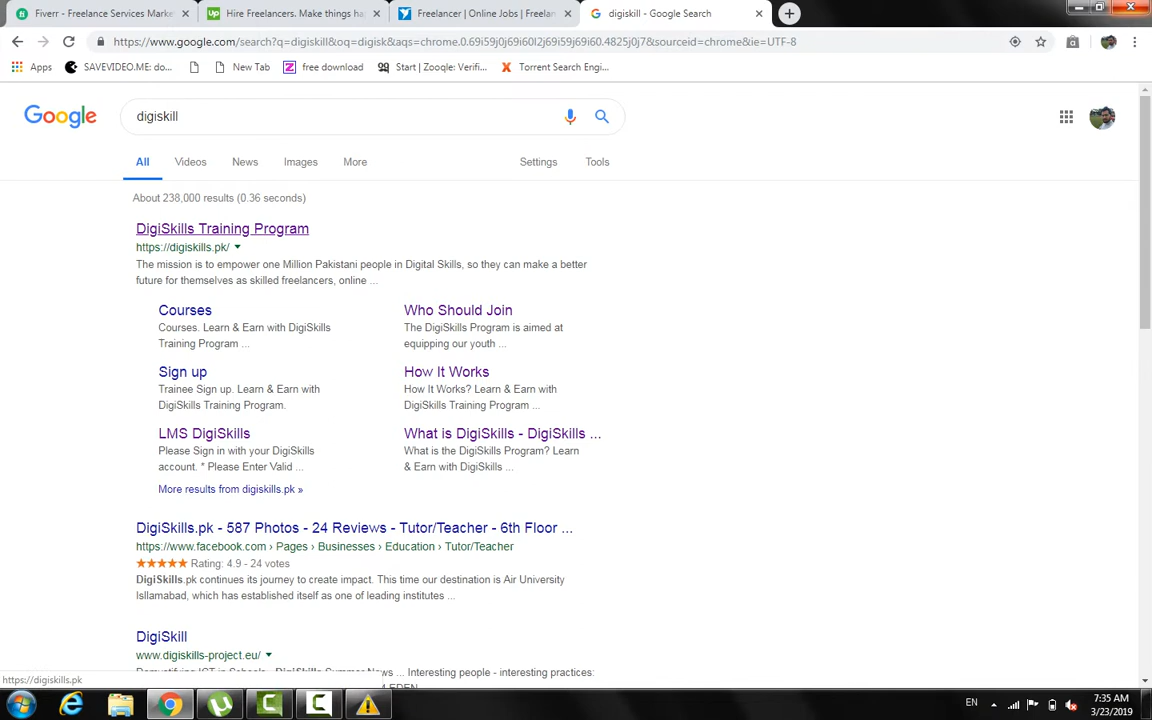 Fiverr - Freelance Services Marke
Hire Freelancers. Make things ha
Freelancer | Online Jobs | Freelan
digiskill - Google Search
https://www.google.com/search?q=digiskill&oq=digisk&aqs=chrome.0.69i59j0j69i60l2j69i59j69i60.4825j0j7&sourceid=chrome&ie=UTF-8
Apps
SAVEVIDEO.ME: do...
New Tab
free download
Start | Zooqle: Verifi...
Torrent Search Engi...
Google
digiskill
All
Videos
News
Images
More
Settings
Tools
About 238,000 results (0.36 seconds)
DigiSkills Training Program
https://digiskills.pk/
The mission is to empower one Million Pakistani people in Digital Skills, so they can make a better
future for themselves as skilled freelancers, online ...
Courses
Courses. Learn & Earn with DigiSkills
Training Program ...
Who Should Join
The DigiSkills Program is aimed at
equipping our youth ...
Sign up
Trainee Sign up. Learn & Earn with
DigiSkills Training Program.
How It Works
How It Works? Learn & Earn with
DigiSkills Training Program ...
LMS DigiSkills
Please Sign in with your DigiSkills
account. * Please Enter Valid ...
What is DigiSkills - DigiSkills ...
What is the DigiSkills Program? Learn
& Earn with DigiSkills ...
More results from digiskills.pk »
DigiSkills.pk - 587 Photos - 24 Reviews - Tutor/Teacher - 6th Floor ...
https://www.facebook.com › Pages › Businesses › Education › Tutor/Teacher
Rating: 4.9 - 24 votes
DigiSkills.pk continues its journey to create impact. This time our destination is Air University
Isllamabad, which has established itself as one of leading institutes ...
DigiSkill
www.digiskills-project.eu/
Summer News ... Interesting people - interesting practices:
https://digiskills.pk
EDEN
EN
7:35 AM
3/23/2019